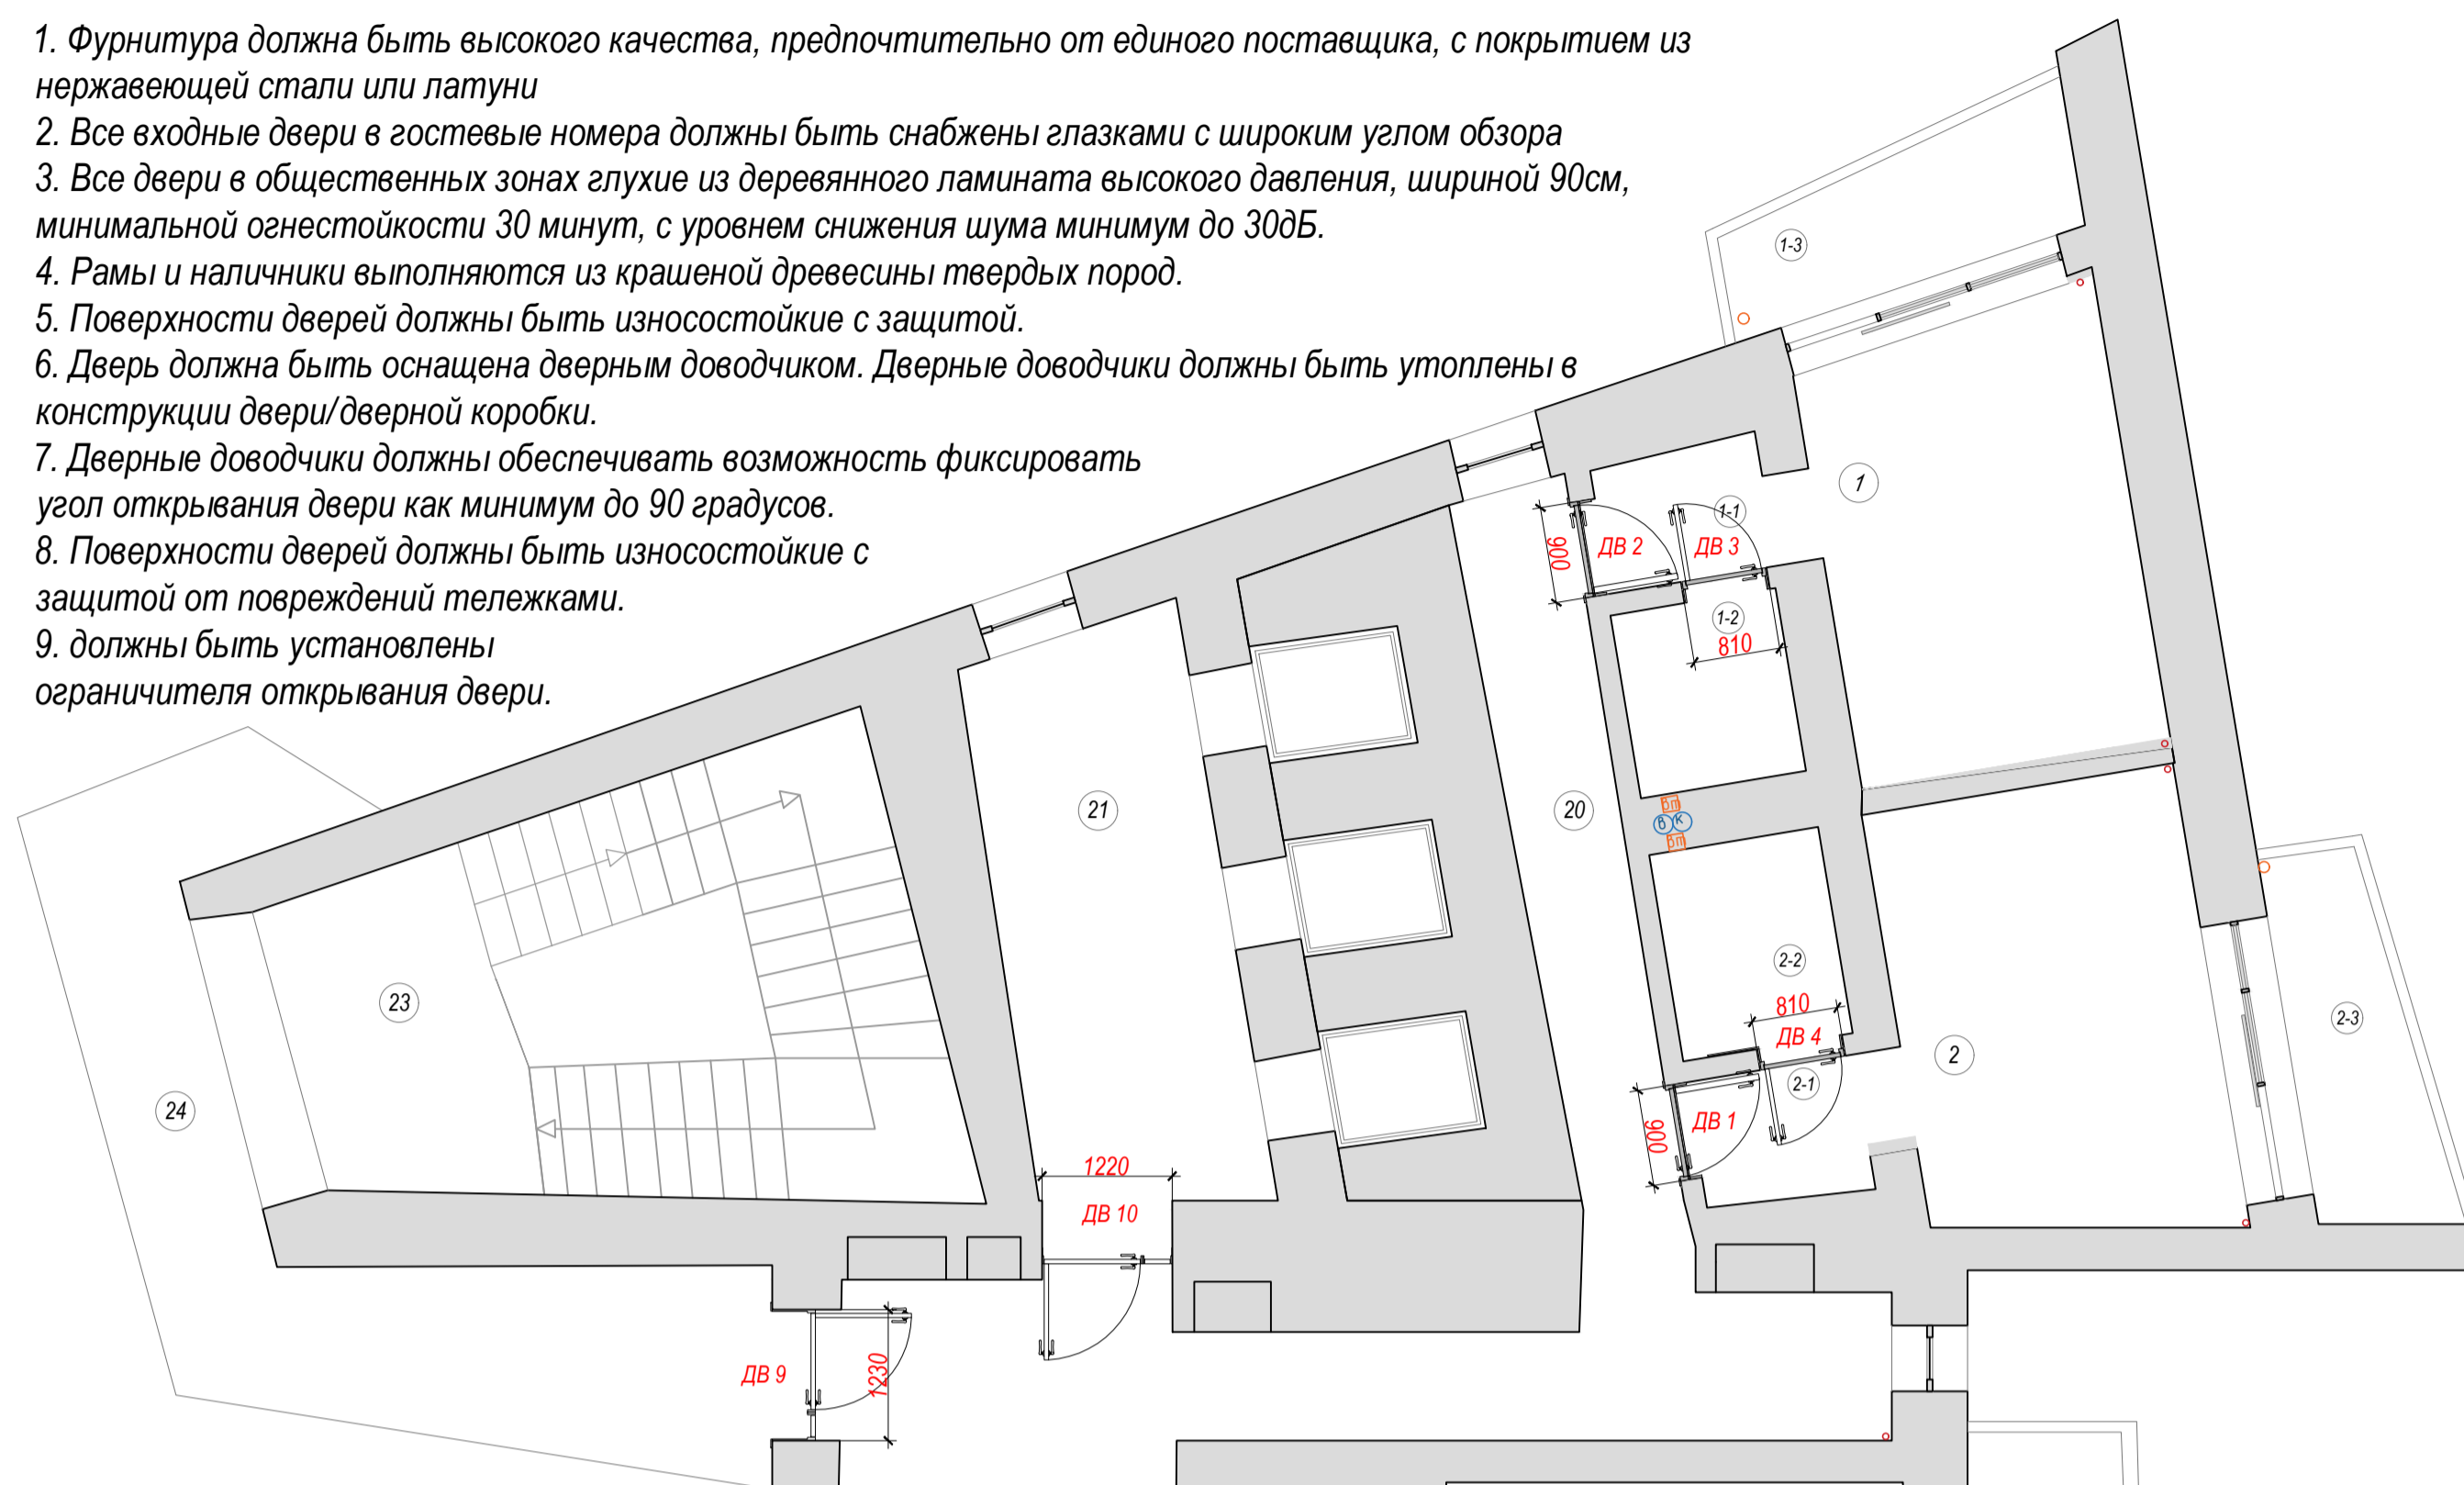 1. Фурнитура должна быть высокого качества, предпочтительно от единого поставщика, с покрытием из
нержавеющей стали или латуни
2. Все входные двери в гостевые номера должны быть снабжены глазками с широким углом обзора
3. Все двери в общественных зонах глухие из деревянного ламината высокого давления, шириной 90см,
минимальной огнестойкости 30 минут, с уровнем снижения шума минимум до 30дБ.
4. Рамы и наличники выполняются из крашеной древесины твердых пород.
5. Поверхности дверей должны быть износостойкие с защитой.
6. Дверь должна быть оснащена дверным доводчиком. Дверные доводчики должны быть утоплены в
конструкции двери/дверной коробки.
7. Дверные доводчики должны обеспечивать возможность фиксировать
угол открывания двери как минимум до 90 градусов.
8. Поверхности дверей должны быть износостойкие с
защитой от повреждений тележками.
9. должны быть установлены
ограничителя открывания двери.
1-3
1
1-1
900
ДВ 2
ДВ 3
1-2
810
21
20
Вт
В
К
Вт
2-2
23
810
2-3
ДВ 4
2
2-1
24
900
ДВ 1
1220
ДВ 10
ДВ 9
1230